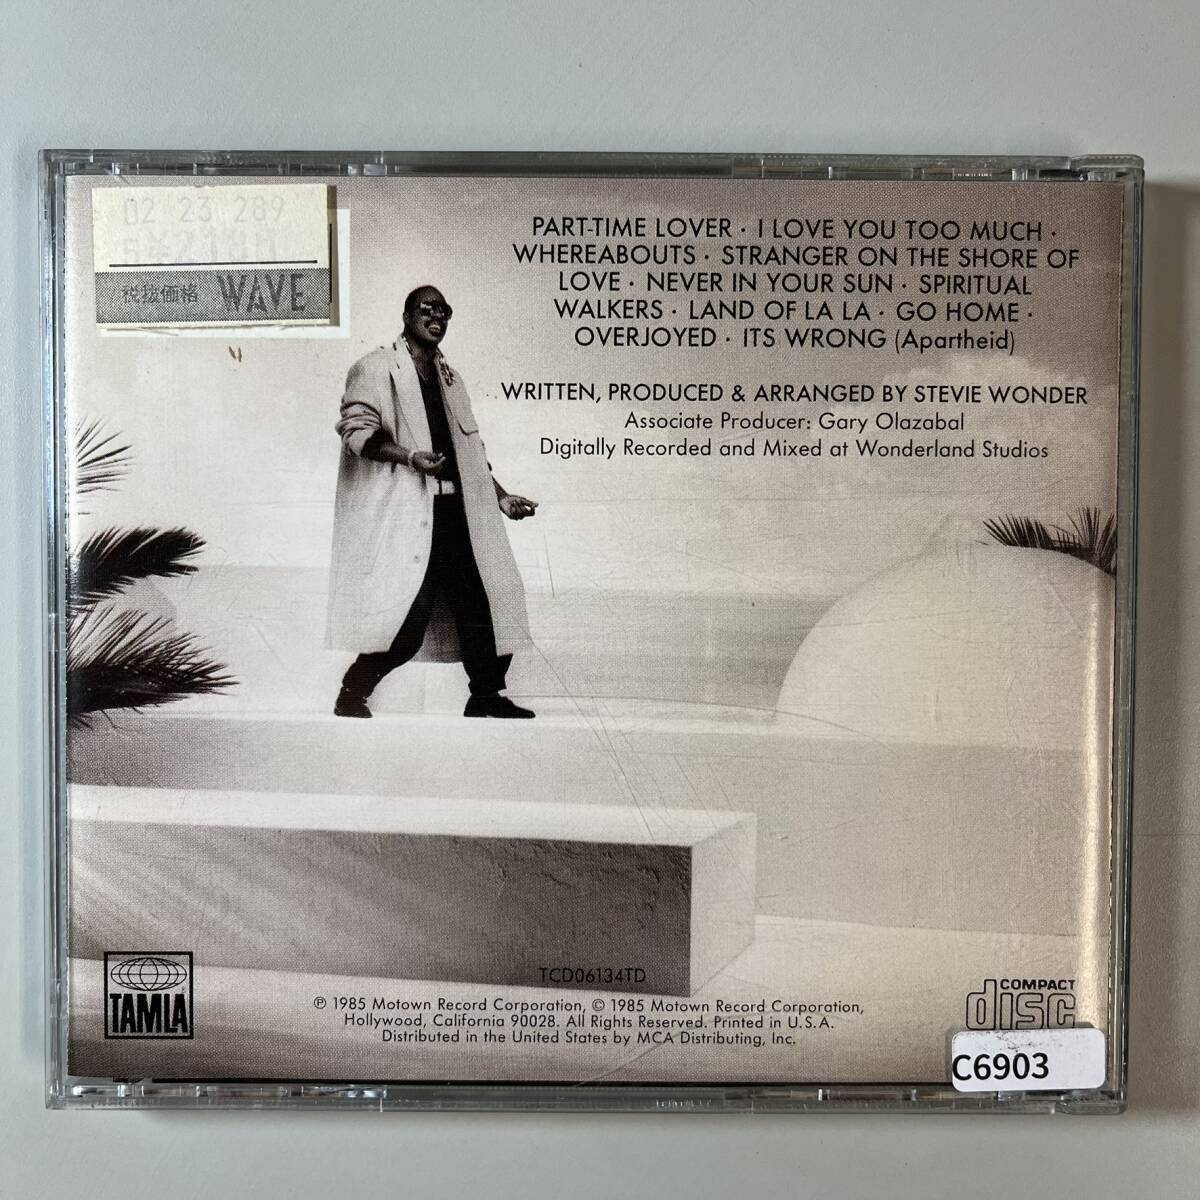 02 23 289
税抜価格 WAVE
PART-TIME LOVER · I LOVE YOU TOO MUCH ·
WHEREABOUTS · STRANGER ON THE SHORE OF
LOVE · NEVER IN YOUR SUN · SPIRITUAL
WALKERS · LAND OF LA LA · GO HOME ·
OVERJOYED · ITS WRONG (Apartheid)
WRITTEN, PRODUCED & ARRANGED BY STEVIE WONDER
Associate Producer: Gary Olazabal
Digitally Recorded and Mixed at Wonderland Studios
TAMLA
TCD06134TD
℗ 1985 Motown Record Corporation, © 1985 Motown Record Corporation,
Hollywood, California 90028. All Rights Reserved. Printed in U.S.A.
Distributed in the United States by MCA Distributing, Inc.
COMPACT
disc
C6903